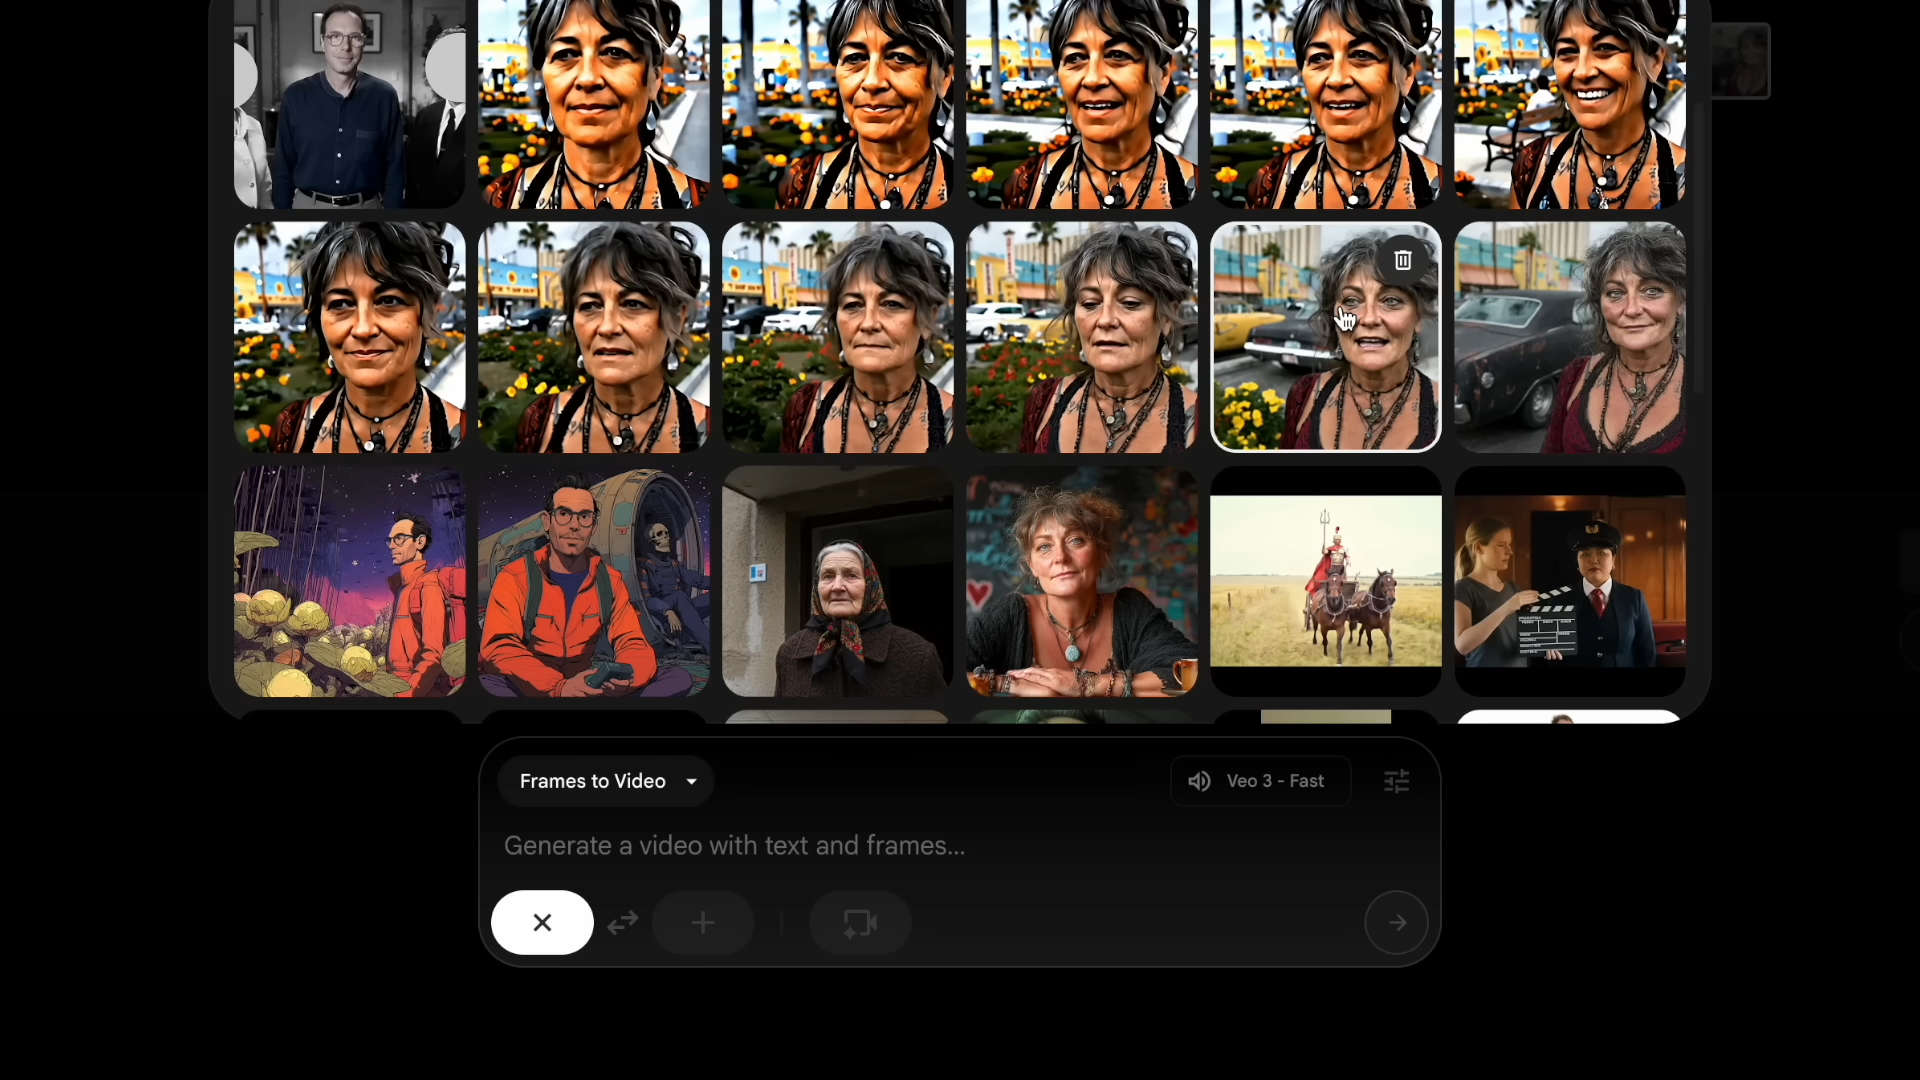 Frames to Video
Veo 3 - Fast
Generate a video with text and frames...